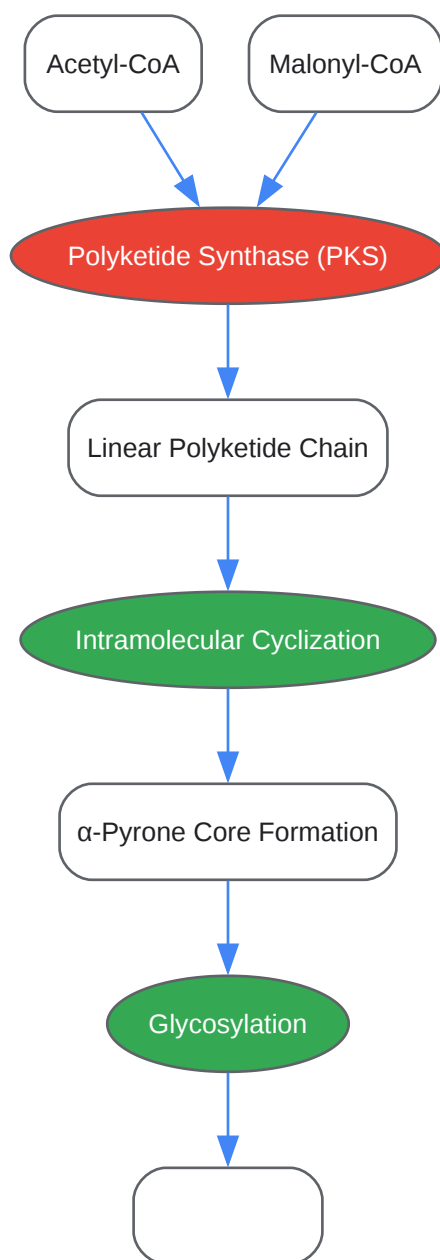 Acetyl-CoA
Malonyl-CoA
Polyketide Synthase (PKS)
Linear Polyketide Chain
Intramolecular Cyclization
α-Pyrone Core Formation
Glycosylation